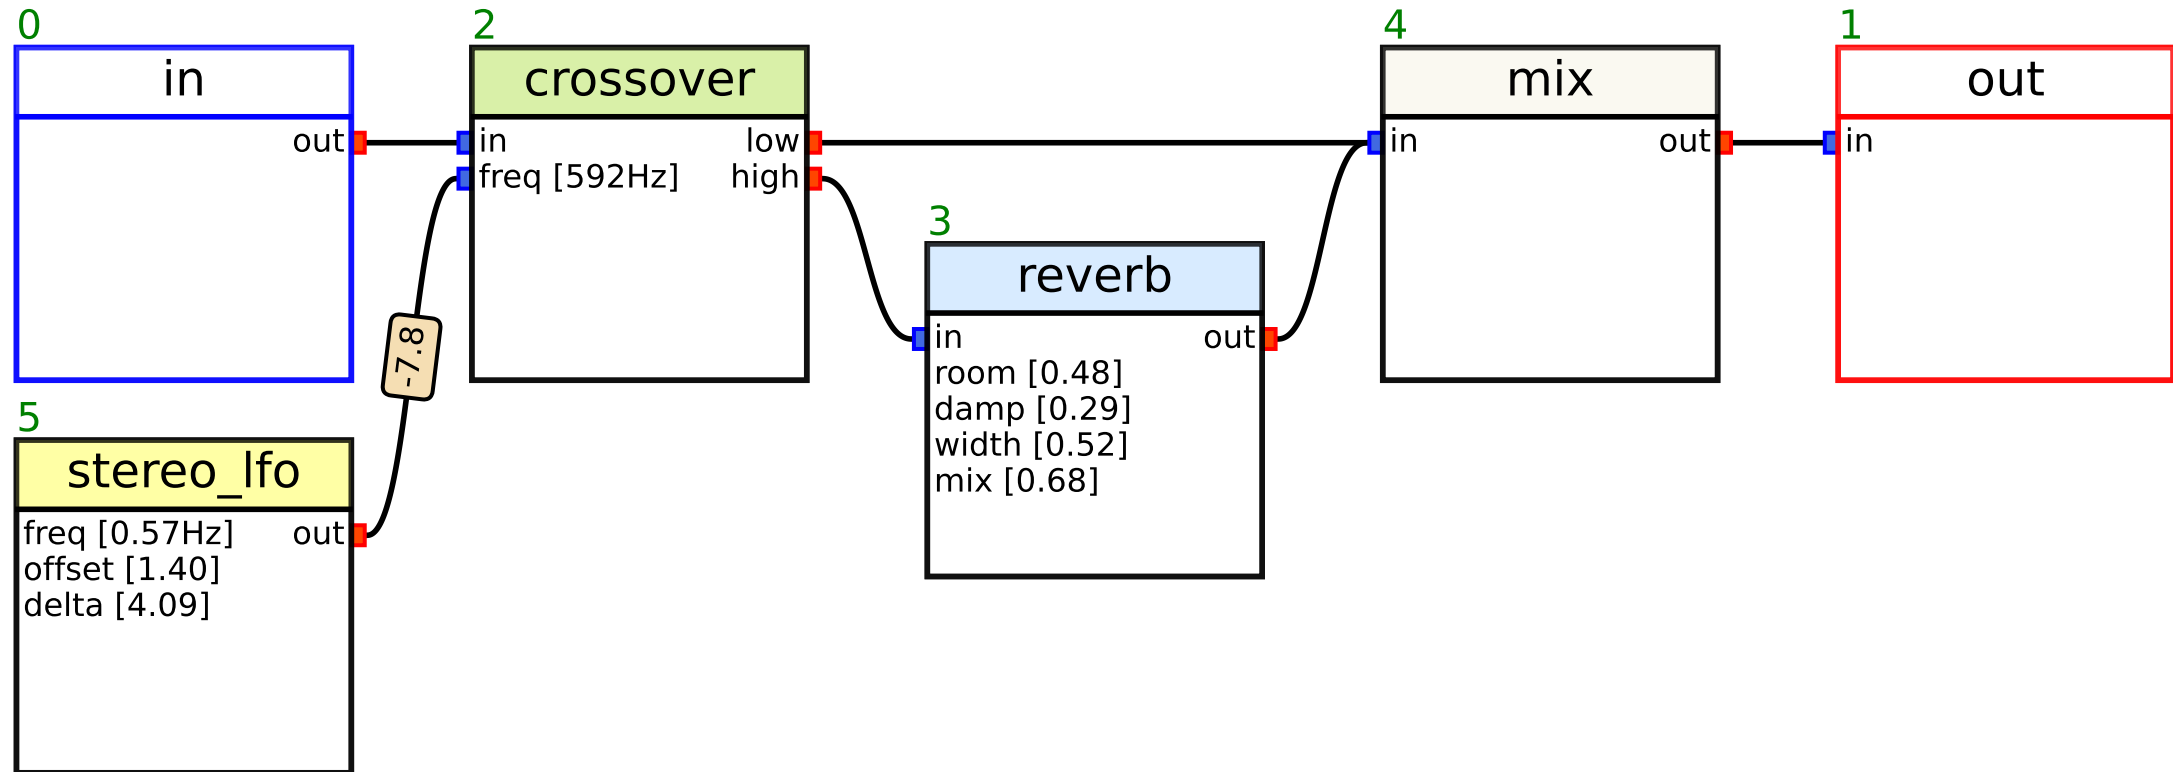 0
in
out
2
crossover
in low
freq [592Hz] high
4
mix
in out
1
out
in
3
reverb
in out
room [0.48]
damp [0.29]
width [0.52]
mix [0.68]
-7.8
5
stereo_lfo
freq [0.57Hz] out
offset [1.40]
delta [4.09]